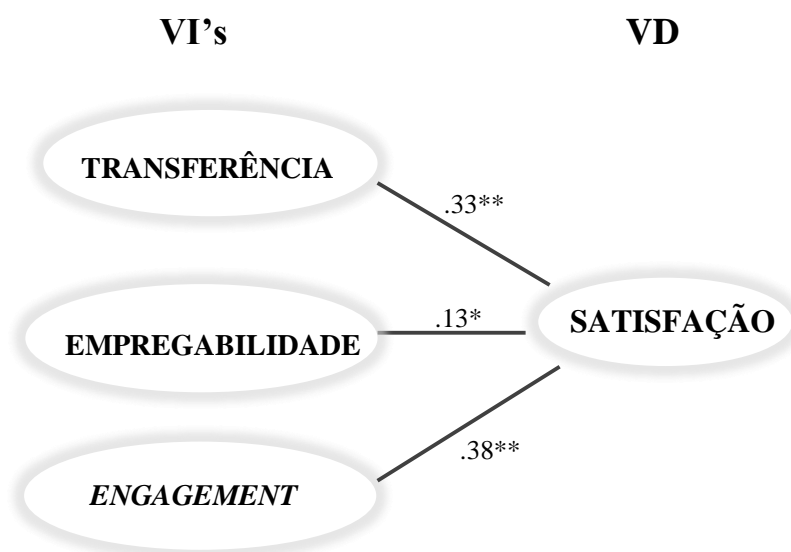 VI’s
VD
TRANSFERÊNCIA
.33**
EMPREGABILIDADE
.13*
SATISFAÇÃO
.38**
ENGAGEMENT